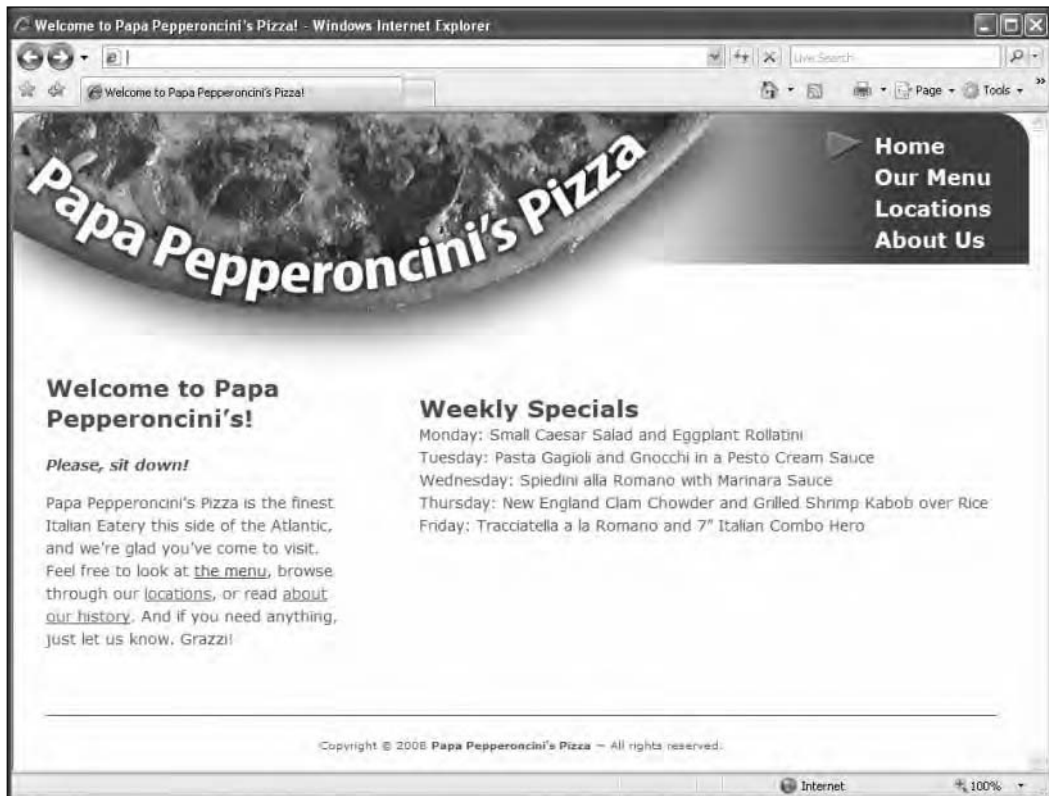 Welcome to Papa Pepperoncini's Pizza! - Windows Internet Explorer
Live Search
Welcome to Papa Pepperoncini's Pizza!
Page
Tools
Papa Pepperoncini's Pizza
Home
Our Menu
Locations
About Us
Welcome to Papa
Pepperoncini's!
Please, sit down!
Papa Pepperoncini's Pizza is the finest
Italian Eatery this side of the Atlantic,
and we're glad you've come to visit.
Feel free to look at the menu, browse
through our locations, or read about
our history. And if you need anything,
just let us know. Grazzi!
Weekly Specials
Monday: Small Caesar Salad and Eggplant Rollatini
Tuesday: Pasta Gagioli and Gnocchi in a Pesto Cream Sauce
Wednesday: Spiedini alla Romano with Marinara Sauce
Thursday: New England Clam Chowder and Grilled Shrimp Kabob over Rice
Friday: Tracciatella a la Romano and 7" Italian Combo Hero
Copyright © 2008 Papa Pepperoncini's Pizza — All rights reserved.
Internet
100%